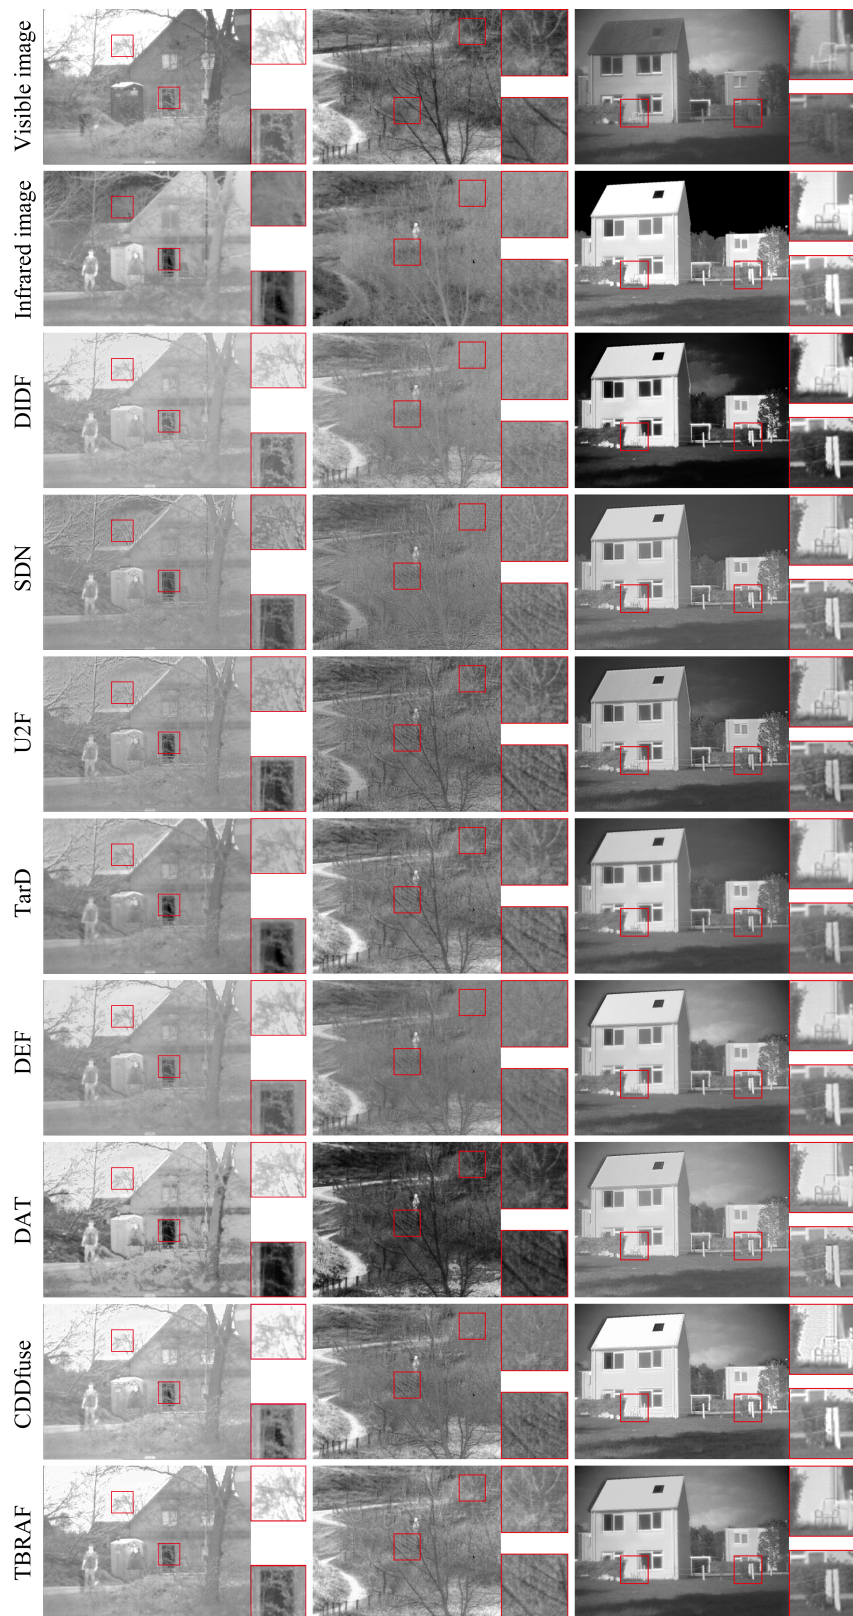 Visible image
Infrared image
DIDF
SDN
U2F
TarD
DEF
DAT
CDDfuse
TBRAF